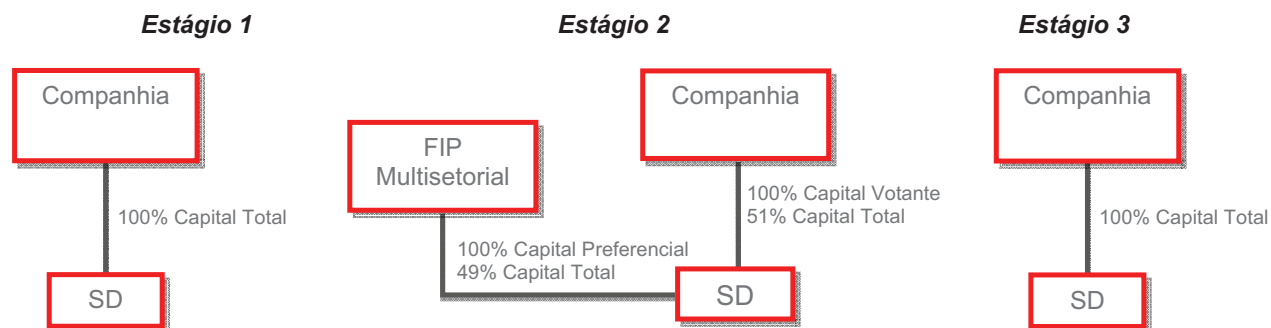 Estágio 1
Companhia
100% Capital Total
SD
Estágio 2
FIP
Multisetorial
Companhia
100% Capital Votante
51% Capital Total
100% Capital Preferencial
49% Capital Total
SD
Estágio 3
Companhia
100% Capital Total
SD